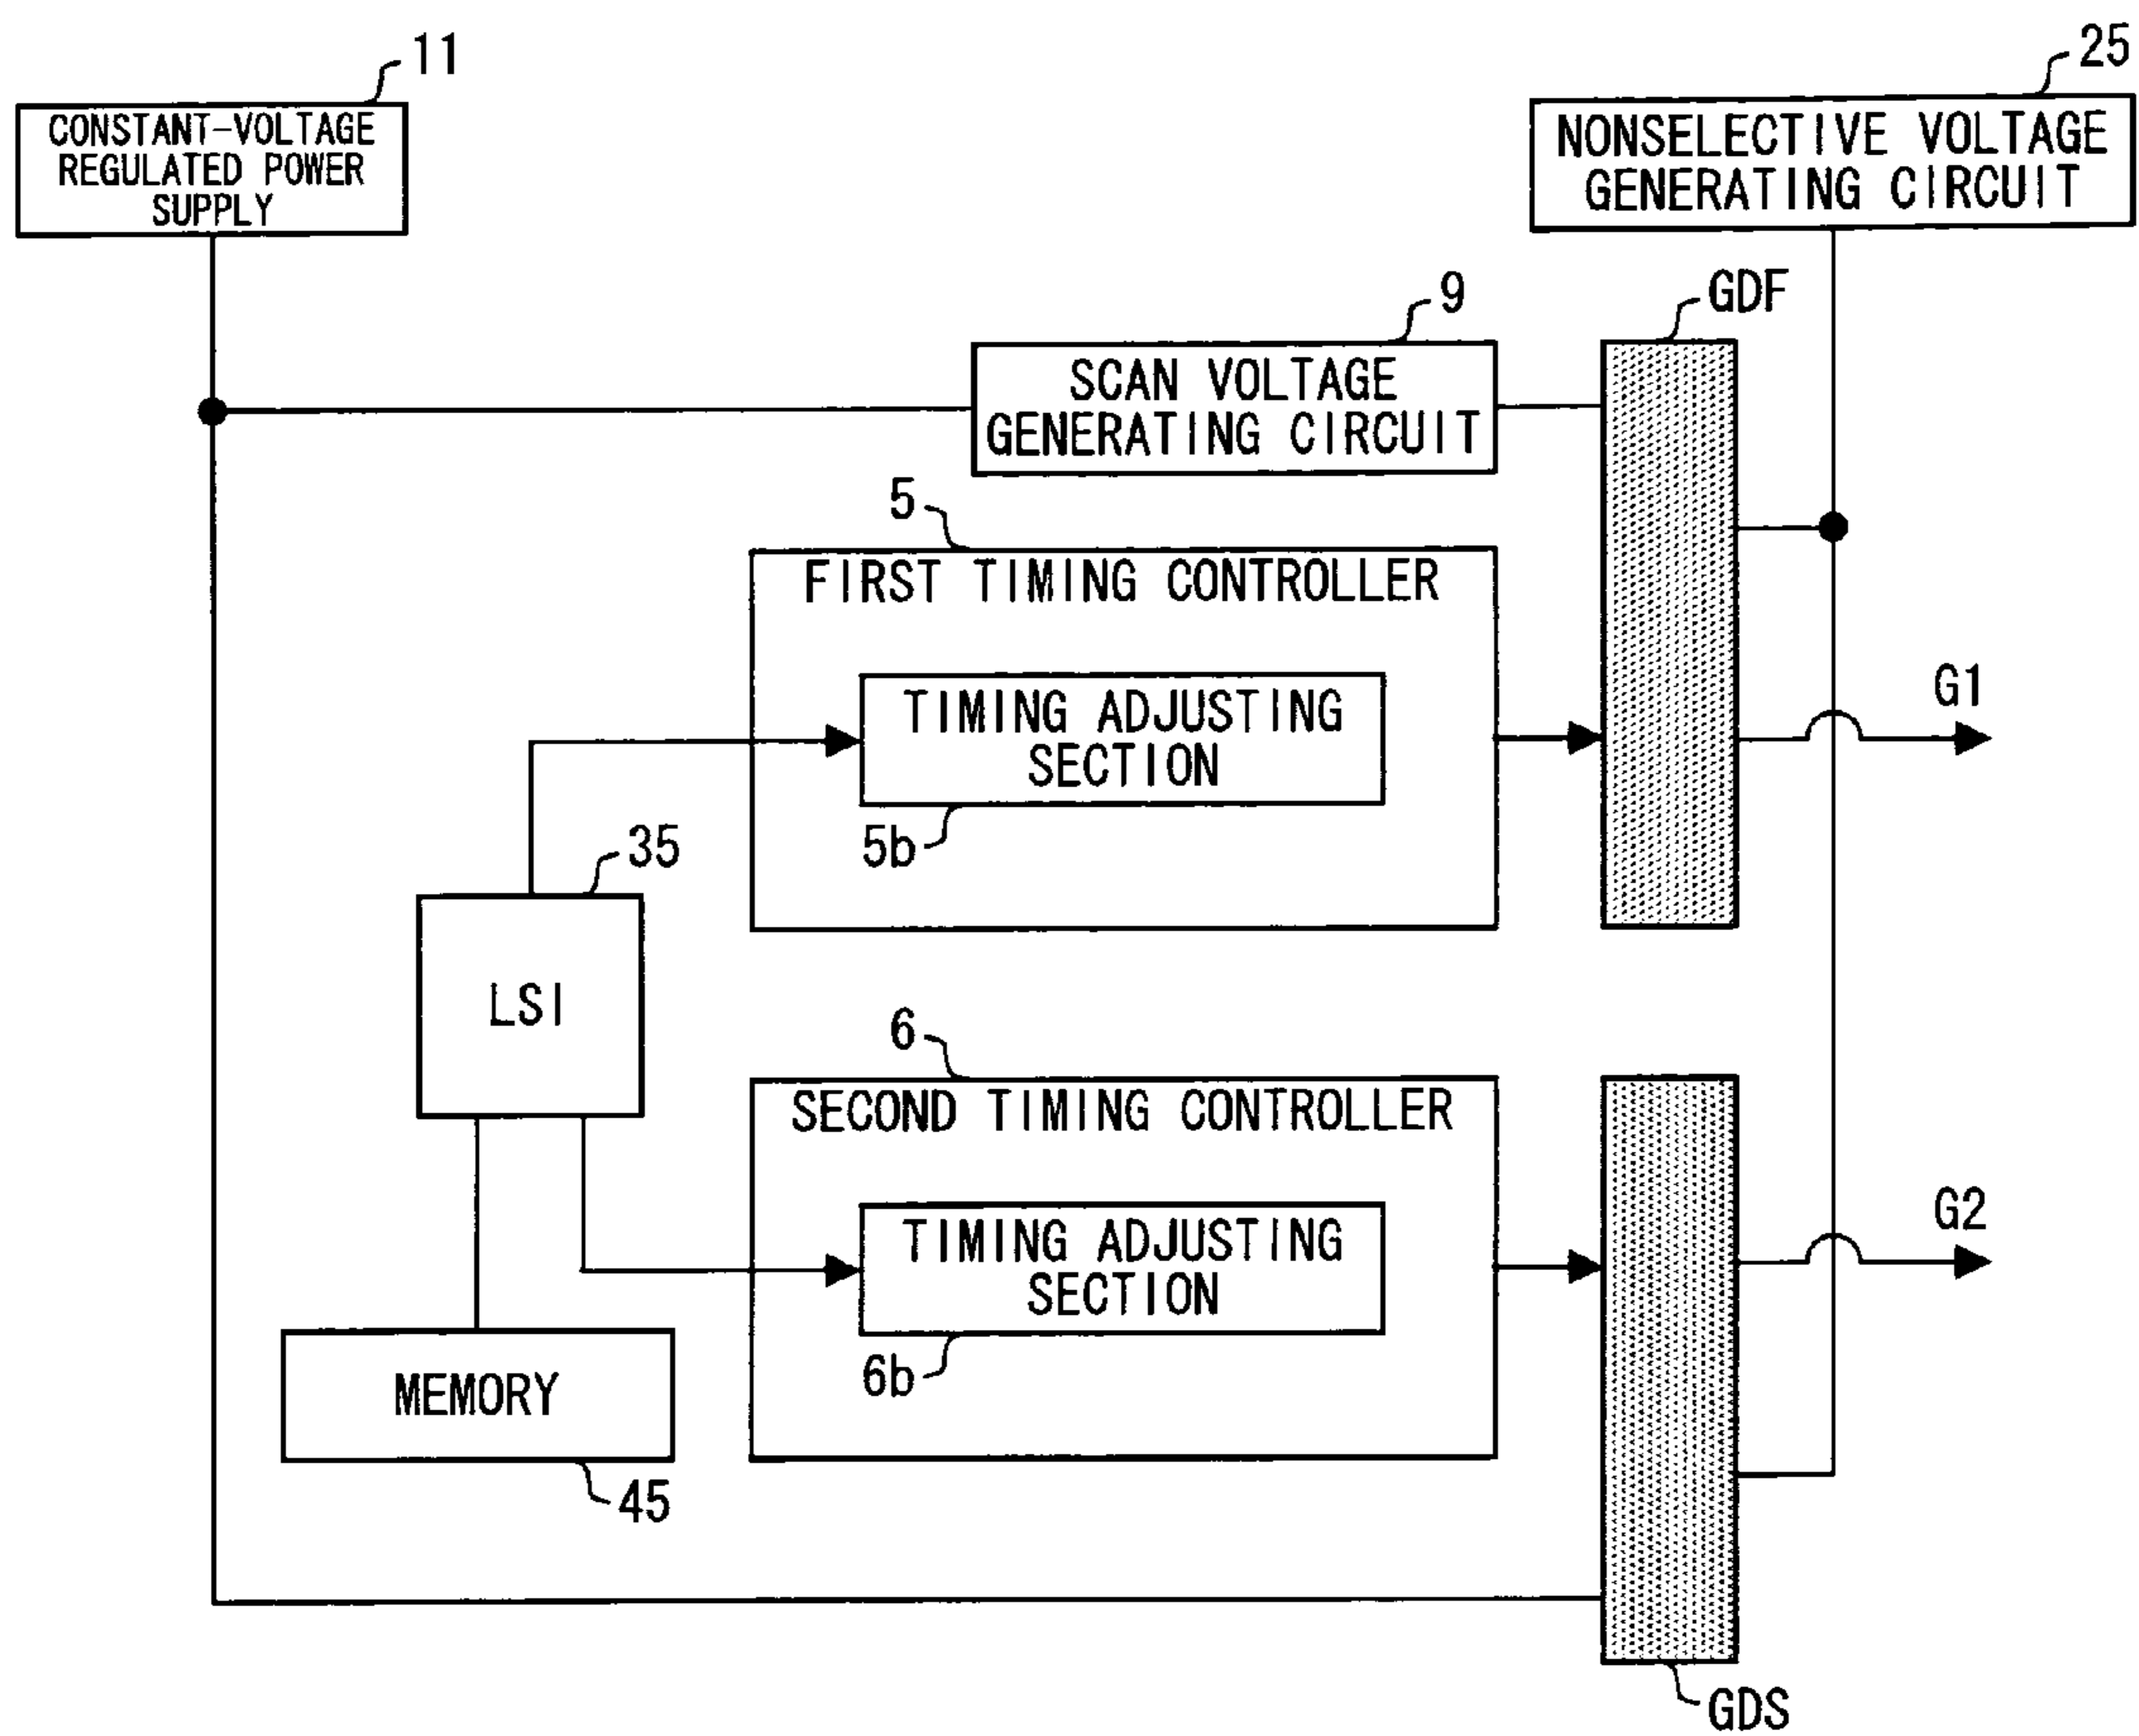 11
CONSTANT-VOLTAGE
REGULATED POWER
SUPPLY
25
NONSELECTIVE VOLTAGE
GENERATING CIRCUIT
9
SCAN VOLTAGE
GENERATING CIRCUIT
GDF
5
FIRST TIMING CONTROLLER
TIMING ADJUSTING
SECTION
5b
G1
35
LSI
6
SECOND TIMING CONTROLLER
TIMING ADJUSTING
SECTION
6b
G2
MEMORY
45
GDS